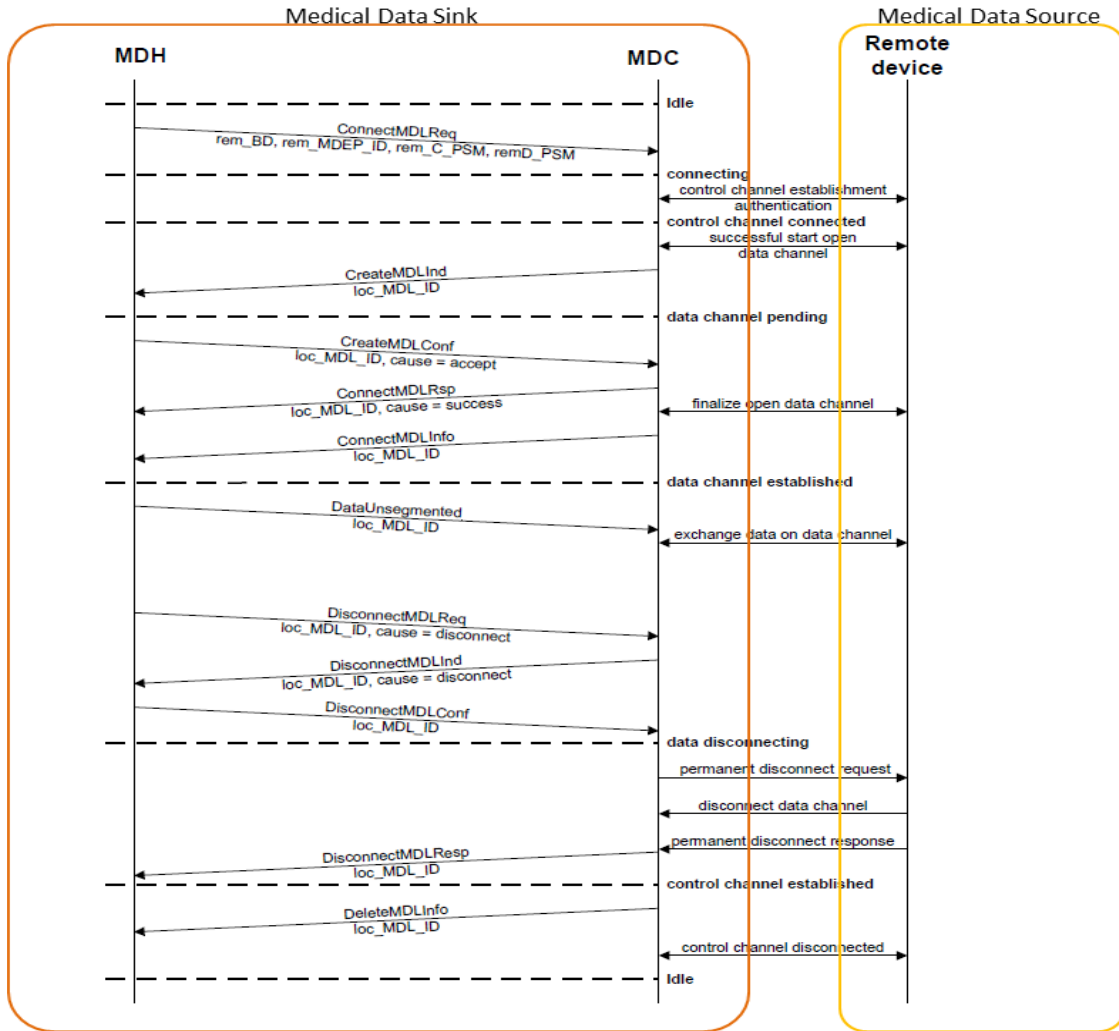 Medical Data Sink
Medical Data Source
MDH
MDC
Remote
device
Idle
ConnectMDLReq
rem_BD, rem_MDEP_ID, rem_C_PSM, remD_PSM
connecting
control channel establishment
authentication
control channel connected
successful start open
data channel
CreateMDLInd
loc_MDL_ID
data channel pending
CreateMDLConf
loc_MDL_ID, cause = accept
ConnectMDLRsp
loc_MDL_ID, cause = success
finalize open data channel
ConnectMDLInfo
loc_MDL_ID
data channel established
DataUnsegmented
loc_MDL_ID
exchange data on data channel
DisconnectMDLReq
loc_MDL_ID, cause = disconnect
DisconnectMDLInd
loc_MDL_ID, cause = disconnect
DisconnectMDLConf
loc_MDL_ID
data disconnecting
permanent disconnect request
disconnect data channel
permanent disconnect response
DisconnectMDLResp
loc_MDL_ID
control channel established
DeleteMDLInfo
loc_MDL_ID
control channel disconnected
Idle